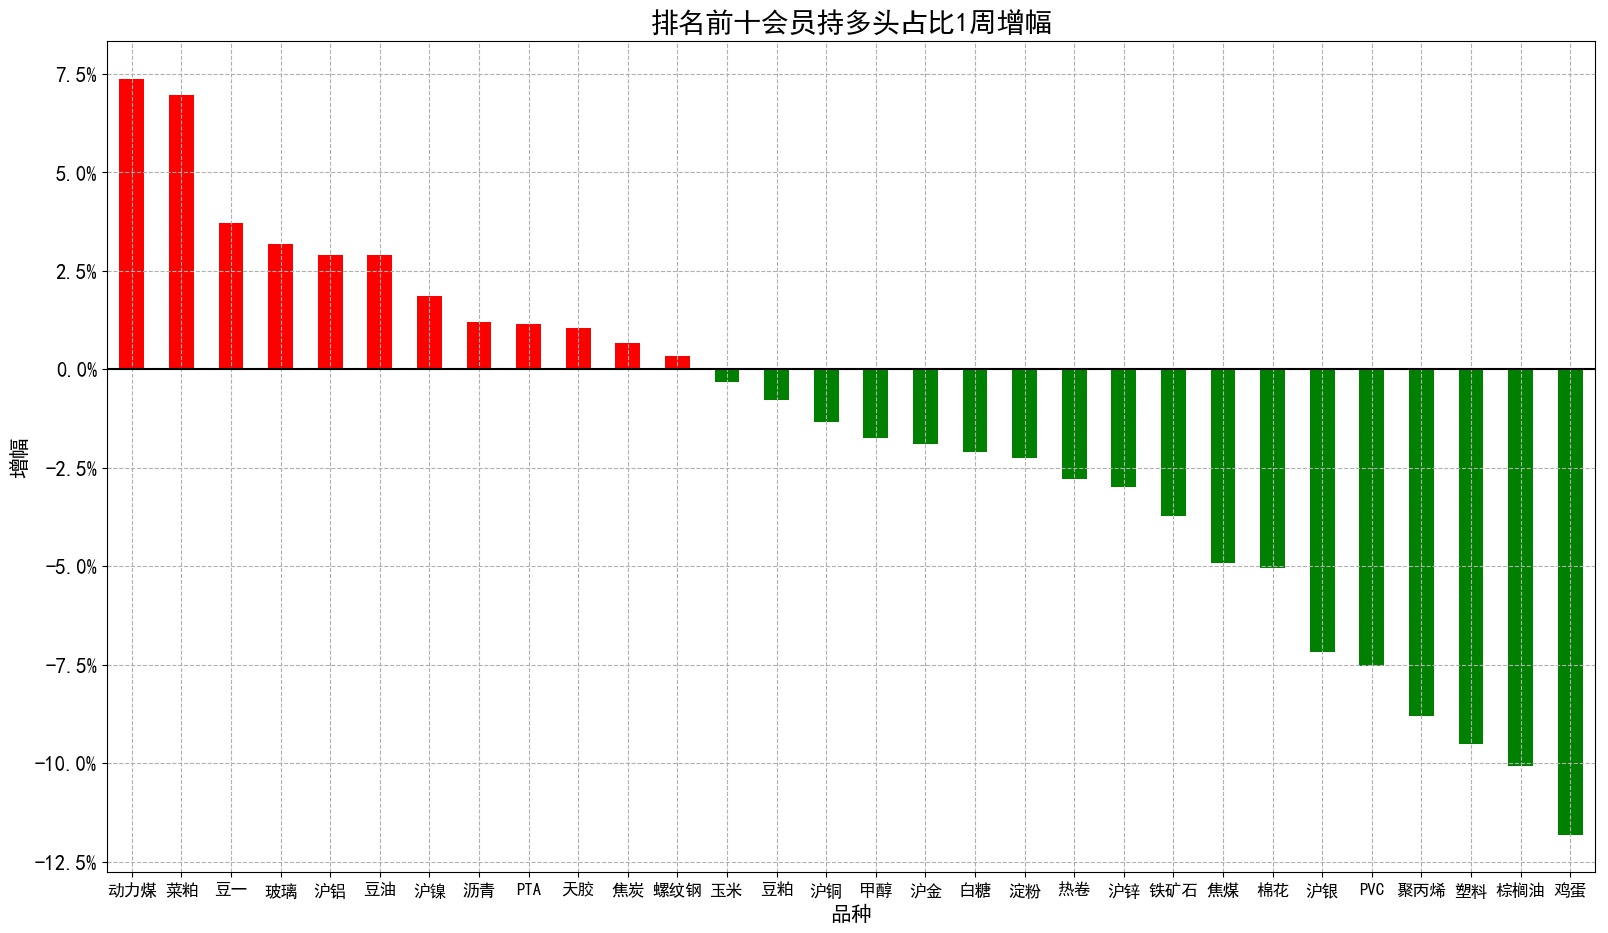 排名前十会员持多头占比1周增幅
7.5%
5.0%
2.5%
0.0%
−2.5%
−5.0%
−7.5%
−10.0%
−12.5%
增幅
动力煤 菜粕 豆一 玻璃 沪铝 豆油 沪镍 沥青 PTA 天胶 焦炭 螺纹钢 玉米 豆粕 沪铜 甲醇 沪金 白糖 淀粉 热卷 沪锌 铁矿石 焦煤 棉花 沪银 PVC 聚丙烯 塑料 棕榈油 鸡蛋
品种